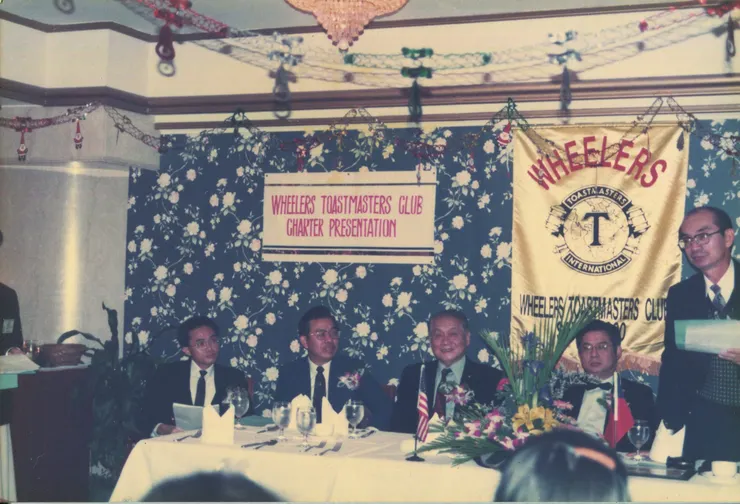 WHEELERS TOASTMASTERS CLUB
CHARTER PRESENTATION
WHEELERS
TOASTMASTERS
T
INTERNATIONAL
WHEELERS TOASTMASTERS CLUB